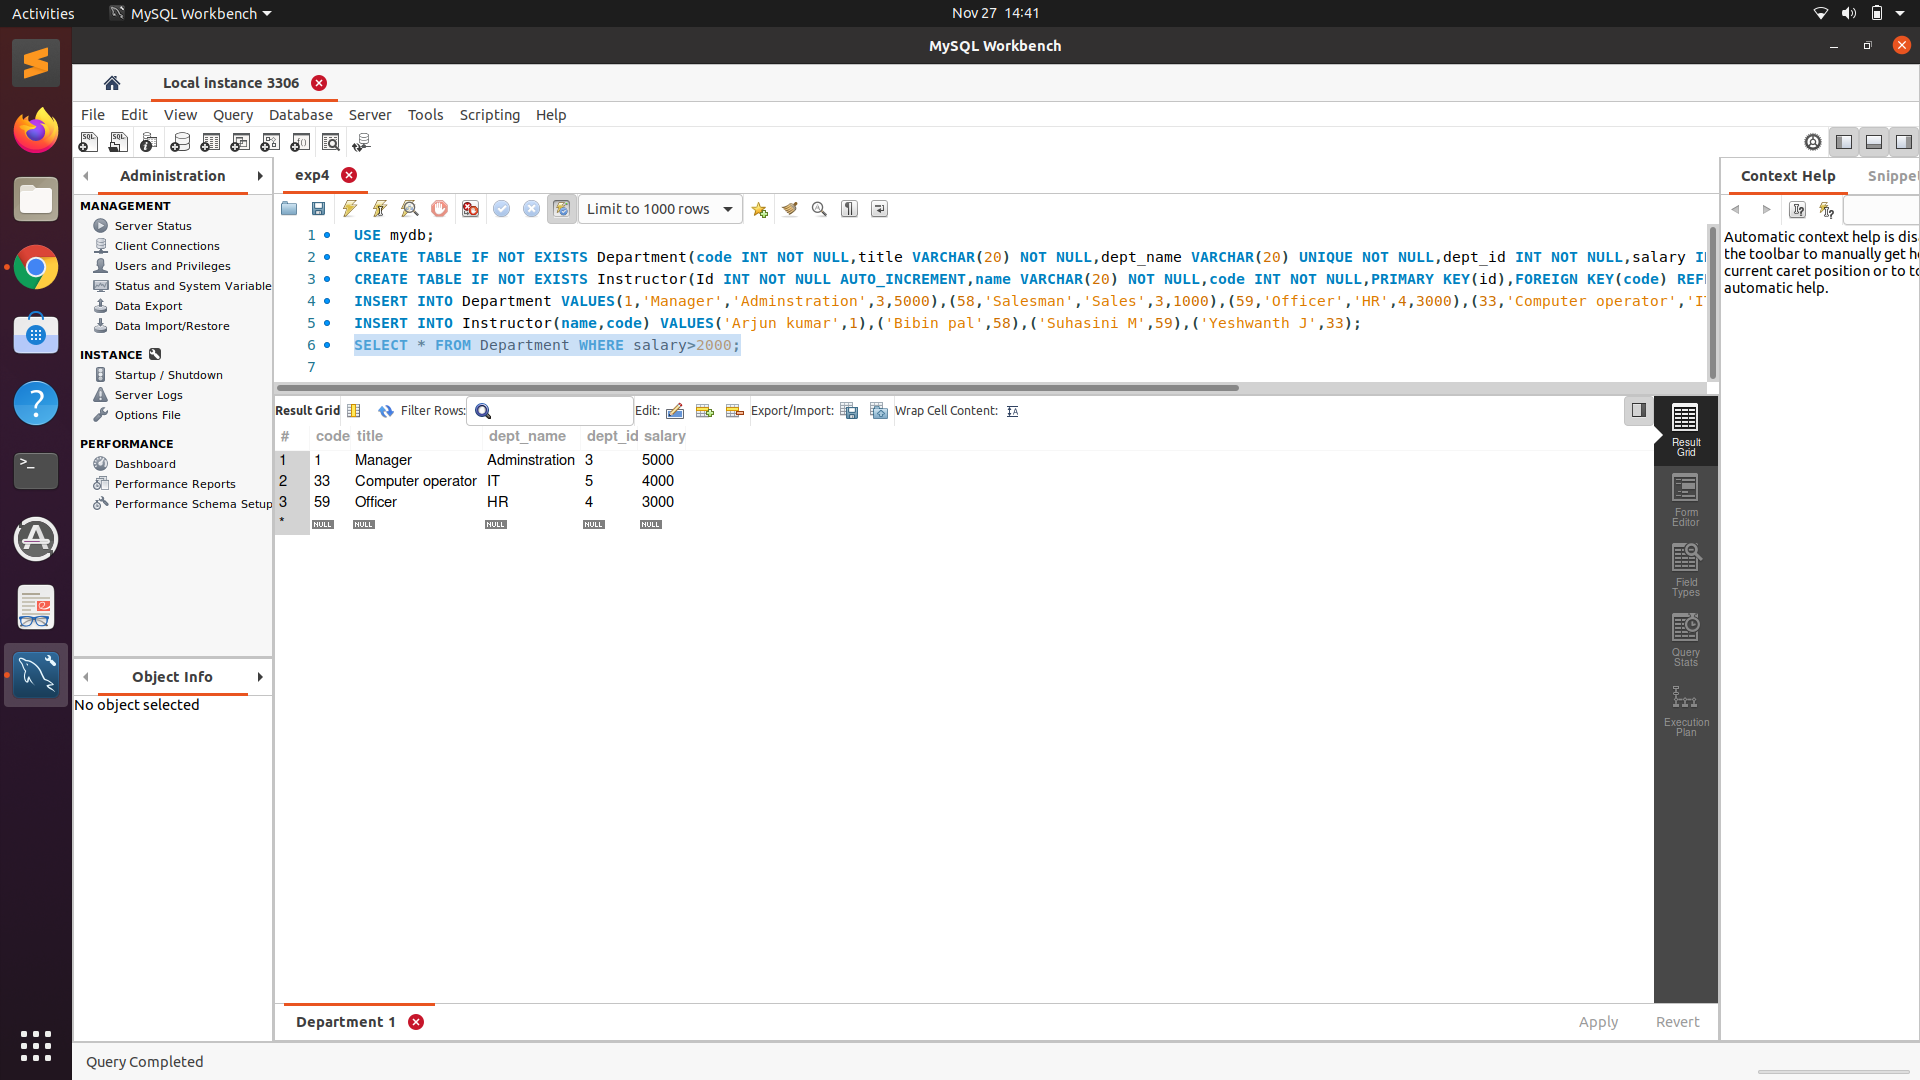 Activities MySQL Workbench Nov 27 14:41
MySQL Workbench
Local instance 3306
File Edit View Query Database Server Tools Scripting Help
Administration
MANAGEMENT
Server Status
Client Connections
Users and Privileges
Status and System Variable
Data Export
Data Import/Restore
INSTANCE
Startup / Shutdown
Server Logs
Options File
PERFORMANCE
Dashboard
Performance Reports
Performance Schema Setup
Object Info
No object selected
exp4
Limit to 1000 rows
1 USE mydb;
2 CREATE TABLE IF NOT EXISTS Department(code INT NOT NULL,title VARCHAR(20) NOT NULL,dept_name VARCHAR(20) UNIQUE NOT NULL,dept_id INT NOT NULL,salary I
3 CREATE TABLE IF NOT EXISTS Instructor(Id INT NOT NULL AUTO_INCREMENT,name VARCHAR(20) NOT NULL,code INT NOT NULL,PRIMARY KEY(id),FOREIGN KEY(code) REF
4 INSERT INTO Department VALUES(1,'Manager','Adminstration',3,5000),(58,'Salesman','Sales',3,1000),(59,'Officer','HR',4,3000),(33,'Computer operator','I
5 INSERT INTO Instructor(name,code) VALUES('Arjun kumar',1),('Bibin pal',58),('Suhasini M',59),('Yeshwanth J',33);
6 SELECT * FROM Department WHERE salary>2000;
7
Result Grid Filter Rows: Edit: Export/Import: Wrap Cell Content:
# code title dept_name dept_id salary
1 1 Manager Adminstration 3 5000
2 33 Computer operator IT 5 4000
3 59 Officer HR 4 3000
* NULL NULL NULL NULL NULL
Result
Grid
Form
Editor
Field
Types
Query
Stats
Execution
Plan
Department 1 Apply Revert
Context Help Snippet
Automatic context help is dis
the toolbar to manually get h
current caret position or to to
automatic help.
Query Completed